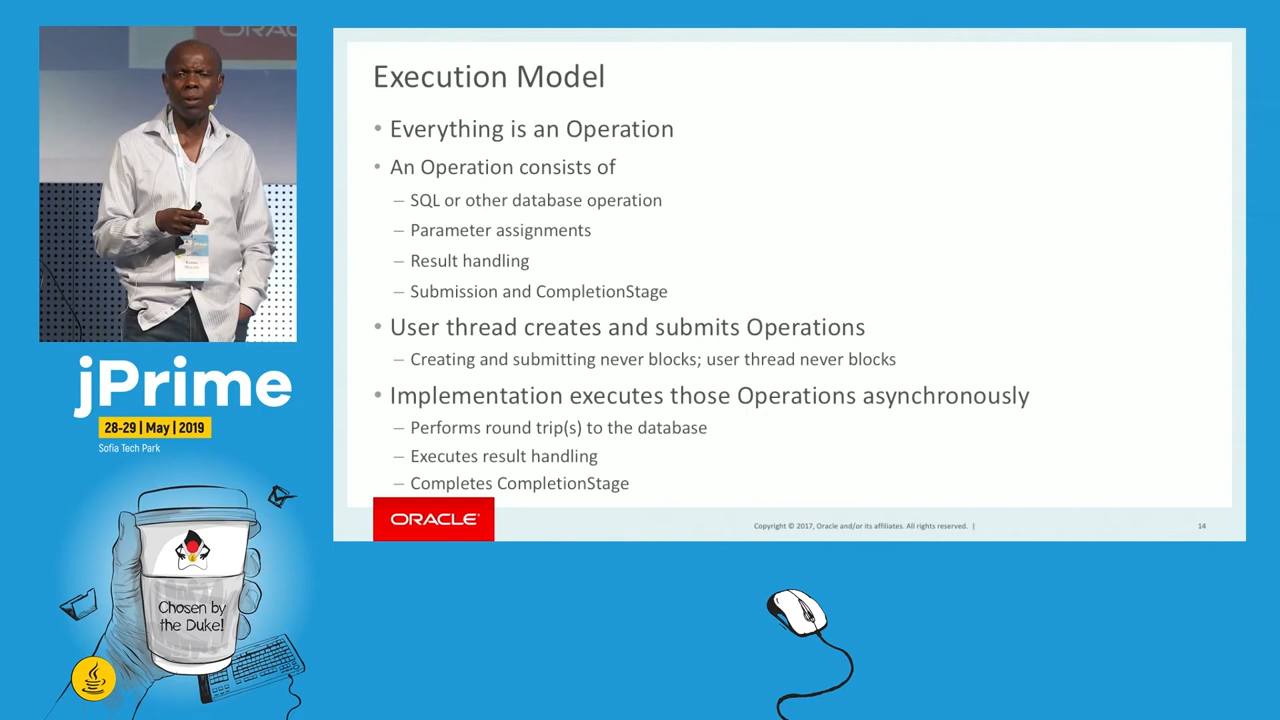 ORAC
jPrime
28-29 | May | 2019
Sofia Tech Park
Chosen by
the Duke!
Execution Model
• Everything is an Operation
• An Operation consists of
– SQL or other database operation
– Parameter assignments
– Result handling
– Submission and CompletionStage
• User thread creates and submits Operations
– Creating and submitting never blocks; user thread never blocks
• Implementation executes those Operations asynchronously
– Performs round trip(s) to the database
– Executes result handling
– Completes CompletionStage
ORACLE®
Copyright © 2017, Oracle and/or its affiliates. All rights reserved. |
14